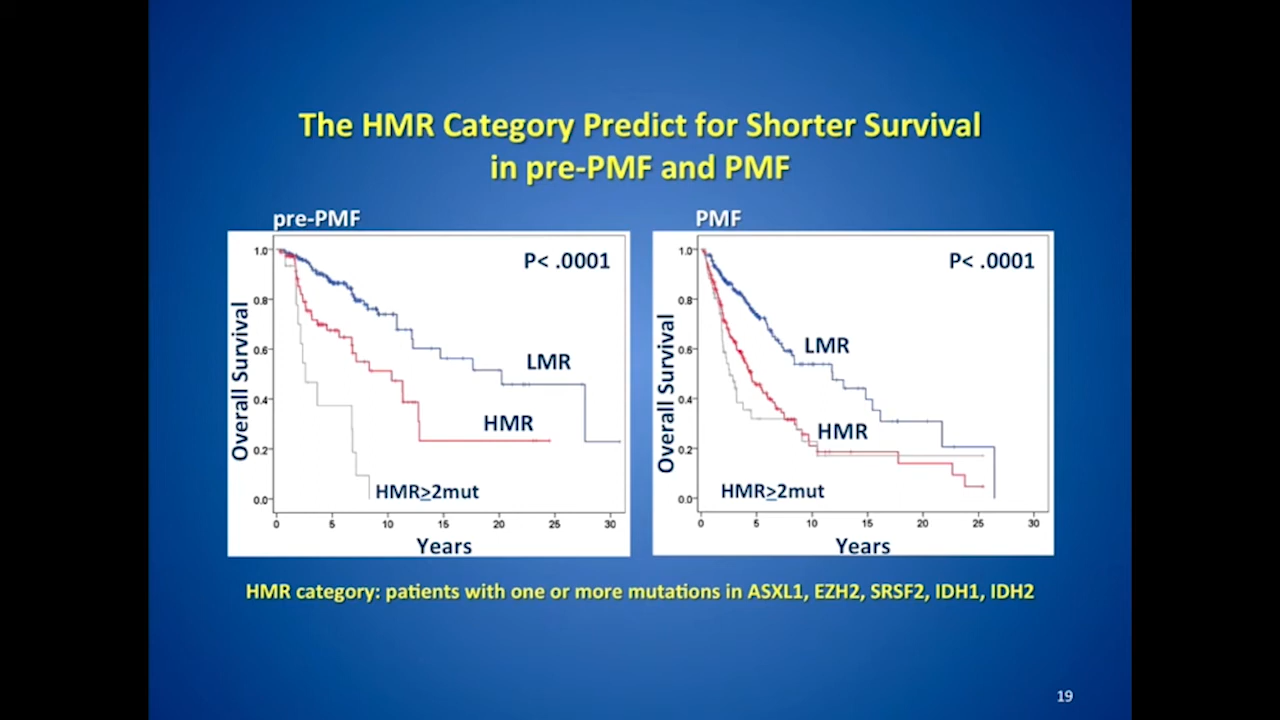 The HMR Category Predict for Shorter Survival
in pre-PMF and PMF
pre-PMF
P< .0001
Overall Survival
1.0
0.8
0.6
0.4
0.2
0.0
LMR
HMR
HMR≥2mut
0 5 10 15 20 25 30
Years
PMF
P< .0001
Overall Survival
1.0
0.8
0.6
0.4
0.2
0.0
LMR
HMR
HMR≥2mut
0 5 10 15 20 25 30
Years
HMR category: patients with one or more mutations in ASXL1, EZH2, SRSF2, IDH1, IDH2
19